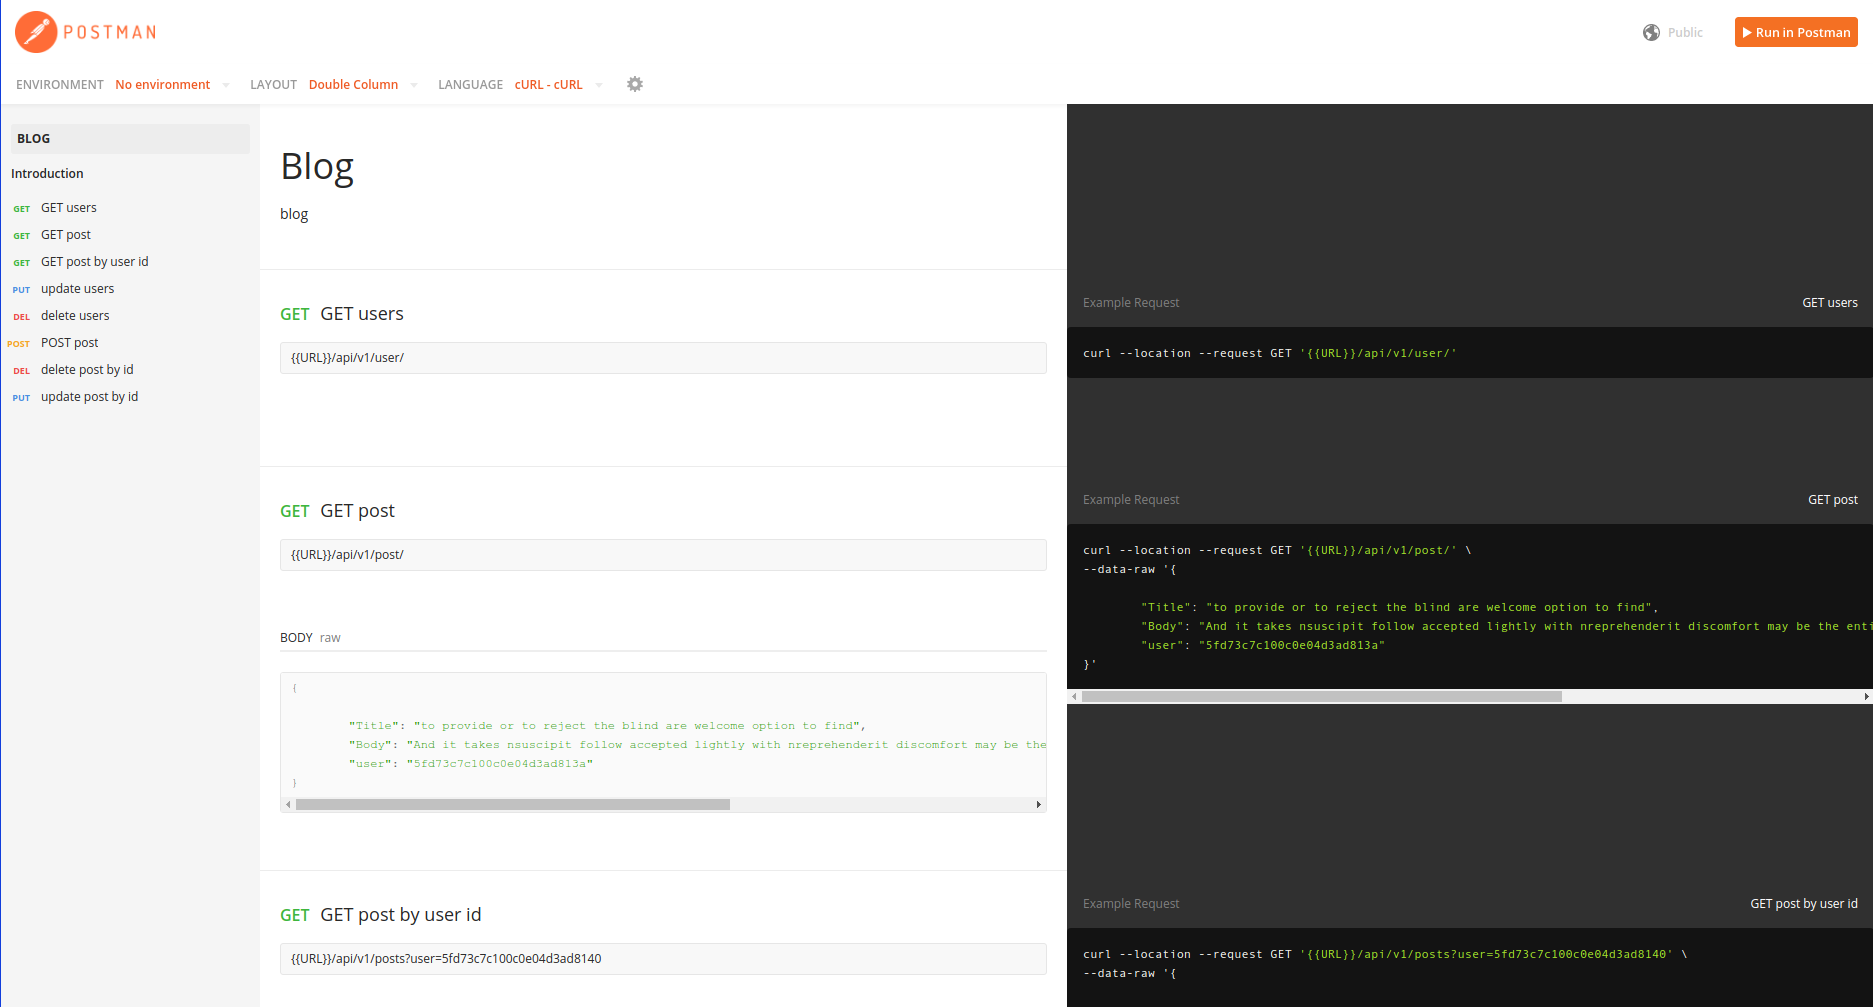 POSTMAN
Public
Run in Postman
ENVIRONMENT No environment LAYOUT Double Column LANGUAGE cURL - cURL
BLOG
Introduction
GET GET users
GET GET post
GET GET post by user id
PUT update users
DEL delete users
POST POST post
DEL delete post by id
PUT update post by id
Blog
blog
GET GET users
{{URL}}/api/v1/user/
Example Request GET users
curl --location --request GET '{{URL}}/api/v1/user/'
GET GET post
{{URL}}/api/v1/post/
BODY raw
{
"Title": "to provide or to reject the blind are welcome option to find",
"Body": "And it takes nsuscipit follow accepted lightly with nreprehenderit discomfort may be the
"user": "5fd73c7c100c0e04d3ad813a"
}
Example Request GET post
curl --location --request GET '{{URL}}/api/v1/post/' \
--data-raw '{
"Title": "to provide or to reject the blind are welcome option to find",
"Body": "And it takes nsuscipit follow accepted lightly with nreprehenderit discomfort may be the enti
"user": "5fd73c7c100c0e04d3ad813a"
}'
GET GET post by user id
{{URL}}/api/v1/posts?user=5fd73c7c100c0e04d3ad8140
Example Request GET post by user id
curl --location --request GET '{{URL}}/api/v1/posts?user=5fd73c7c100c0e04d3ad8140' \
--data-raw '{